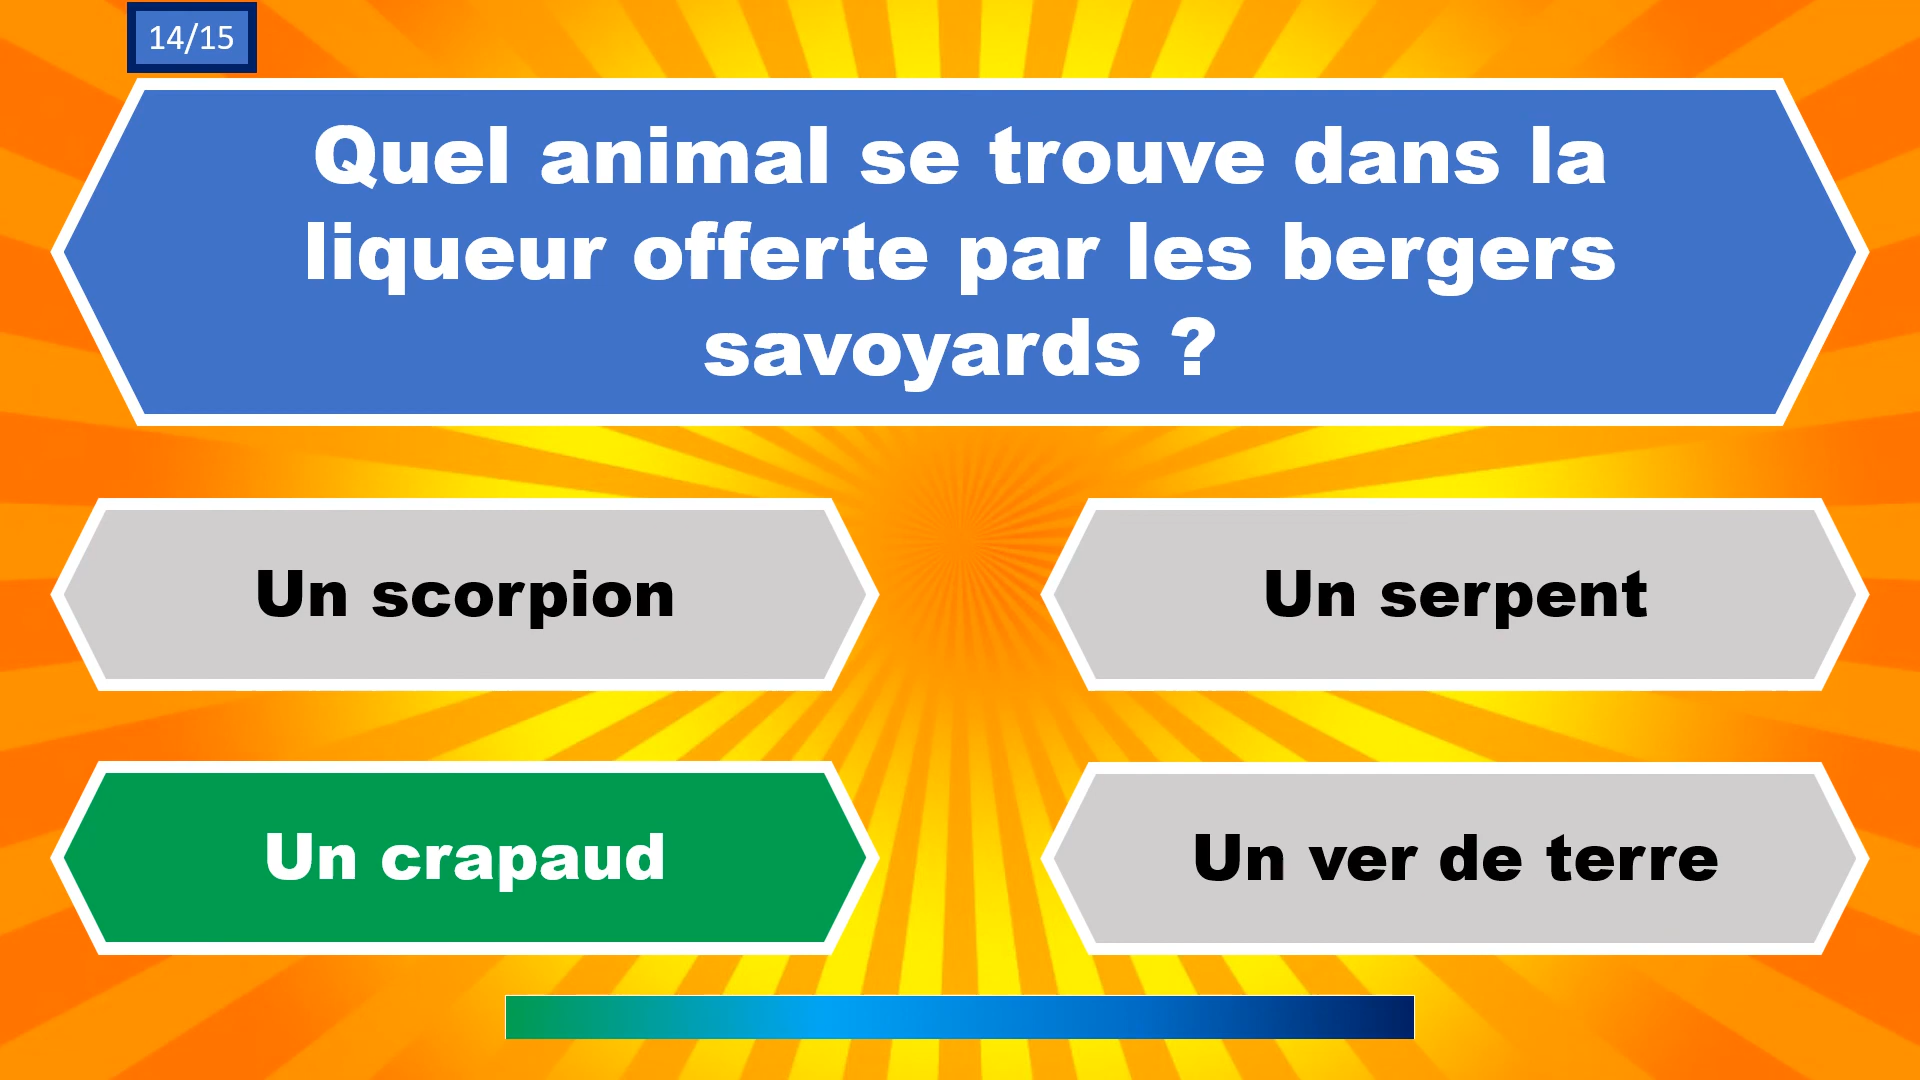 14/15
Quel animal se trouve dans la
liqueur offerte par les bergers
savoyards ?
Un scorpion
Un serpent
Un crapaud
Un ver de terre